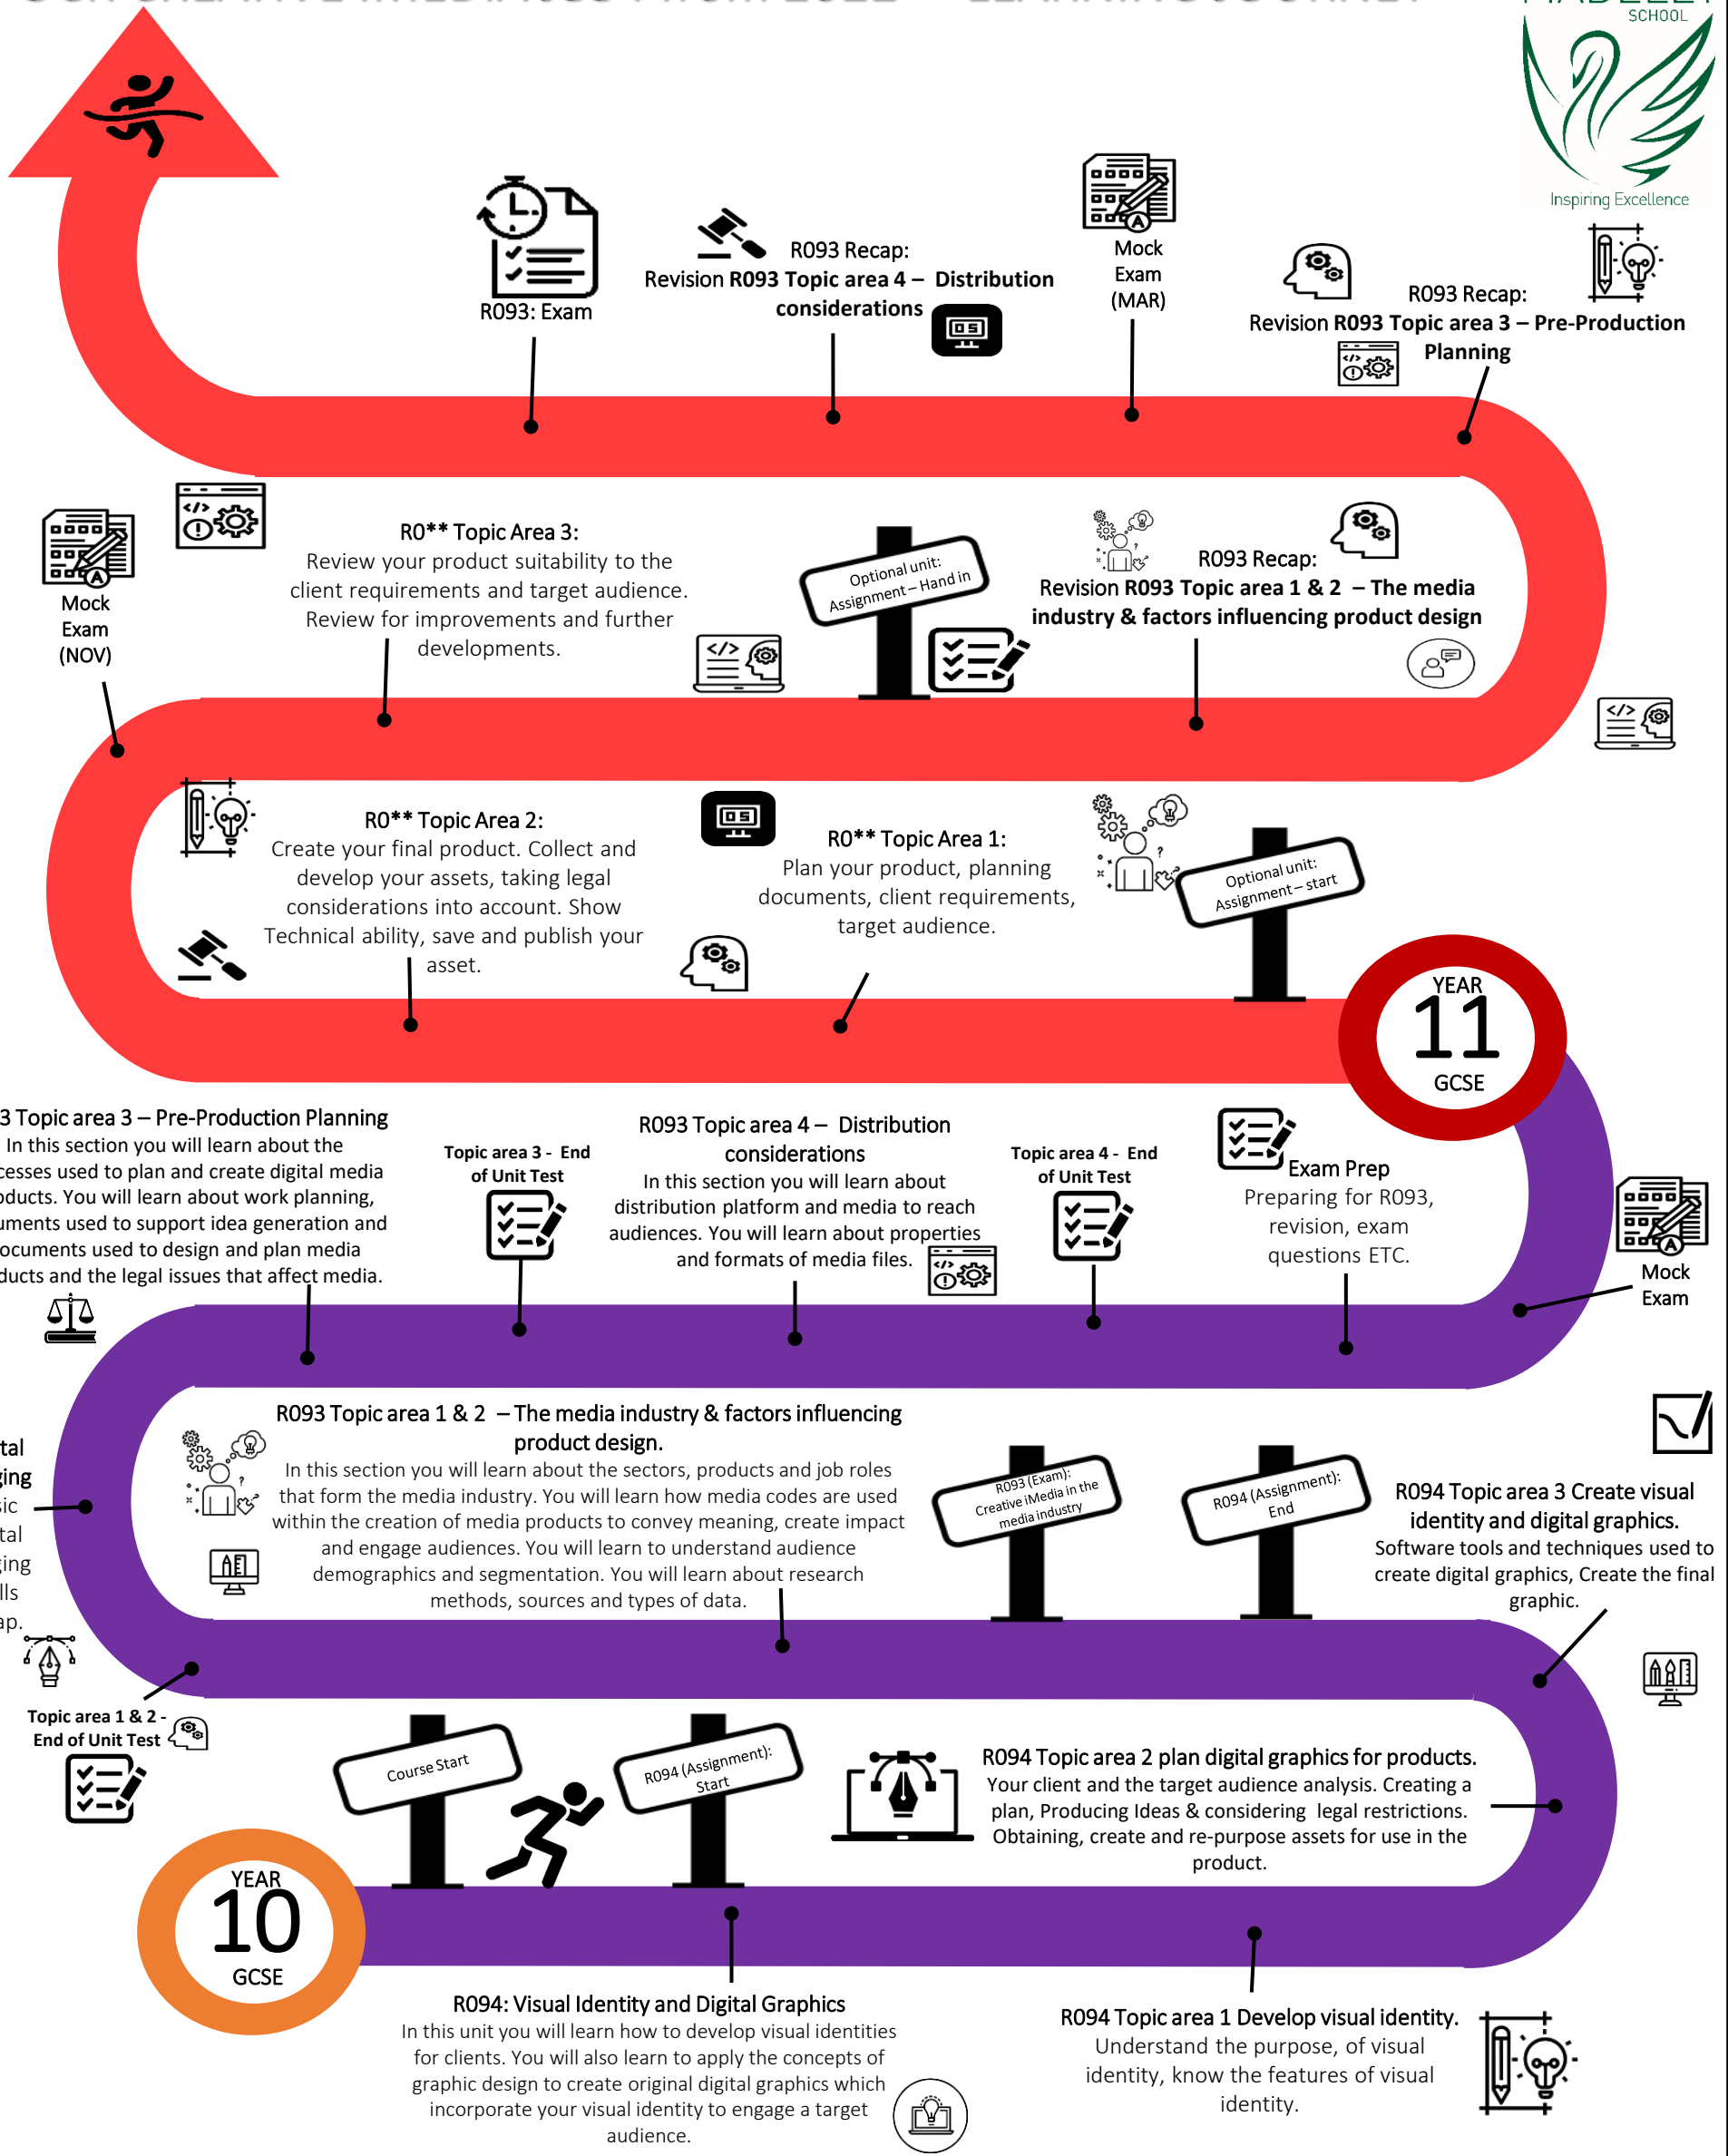 SCHOOL
Inspiring Excellence
R093: Exam
R093 Recap:
Revision R093 Topic area 4 – Distribution
considerations
Mock
Exam
(MAR)
R093 Recap:
Revision R093 Topic area 3 – Pre-Production
Planning
Mock
Exam
(NOV)
R0** Topic Area 3:
Review your product suitability to the
client requirements and target audience.
Review for improvements and further
developments.
Optional unit:
Assignment – Hand in
R093 Recap:
Revision R093 Topic area 1 & 2 – The media
industry & factors influencing product design
R0** Topic Area 2:
Create your final product. Collect and
develop your assets, taking legal
considerations into account. Show
Technical ability, save and publish your
asset.
R0** Topic Area 1:
Plan your product, planning
documents, client requirements,
target audience.
Optional unit:
Assignment – start
YEAR
11
GCSE
3 Topic area 3 – Pre-Production Planning
In this section you will learn about the
cesses used to plan and create digital media
oducts. You will learn about work planning,
uments used to support idea generation and
ocuments used to design and plan media
ducts and the legal issues that affect media.
Topic area 3 - End
of Unit Test
R093 Topic area 4 – Distribution
considerations
In this section you will learn about
distribution platform and media to reach
audiences. You will learn about properties
and formats of media files.
Topic area 4 - End
of Unit Test
Exam Prep
Preparing for R093,
revision, exam
questions ETC.
Mock
Exam
R093 Topic area 1 & 2 – The media industry & factors influencing
product design.
In this section you will learn about the sectors, products and job roles
that form the media industry. You will learn how media codes are used
within the creation of media products to convey meaning, create impact
and engage audiences. You will learn to understand audience
demographics and segmentation. You will learn about research
methods, sources and types of data.
tal
ging
sic
tal
ging
lls
ap.
R093 (Exam):
Creative iMedia in the
media industry
R094 (Assignment):
End
R094 Topic area 3 Create visual
identity and digital graphics.
Software tools and techniques used to
create digital graphics, Create the final
graphic.
Topic area 1 & 2 -
End of Unit Test
Course Start
R094 (Assignment):
Start
R094 Topic area 2 plan digital graphics for products.
Your client and the target audience analysis. Creating a
plan, Producing Ideas & considering legal restrictions.
Obtaining, create and re-purpose assets for use in the
product.
YEAR
10
GCSE
R094: Visual Identity and Digital Graphics
In this unit you will learn how to develop visual identities
for clients. You will also learn to apply the concepts of
graphic design to create original digital graphics which
incorporate your visual identity to engage a target
audience.
R094 Topic area 1 Develop visual identity.
Understand the purpose, of visual
identity, know the features of visual
identity.